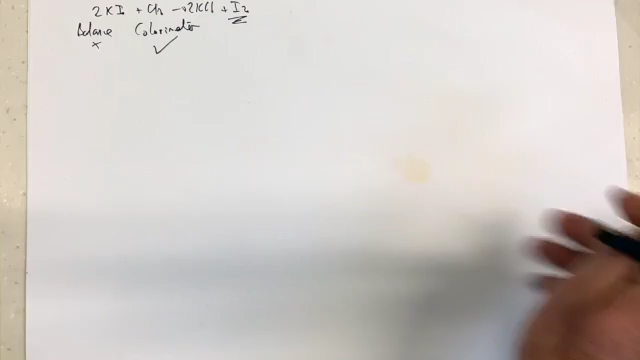 2KI + Cl₂ → 2KCl + I₂
Balance Colorimeter
× ✓